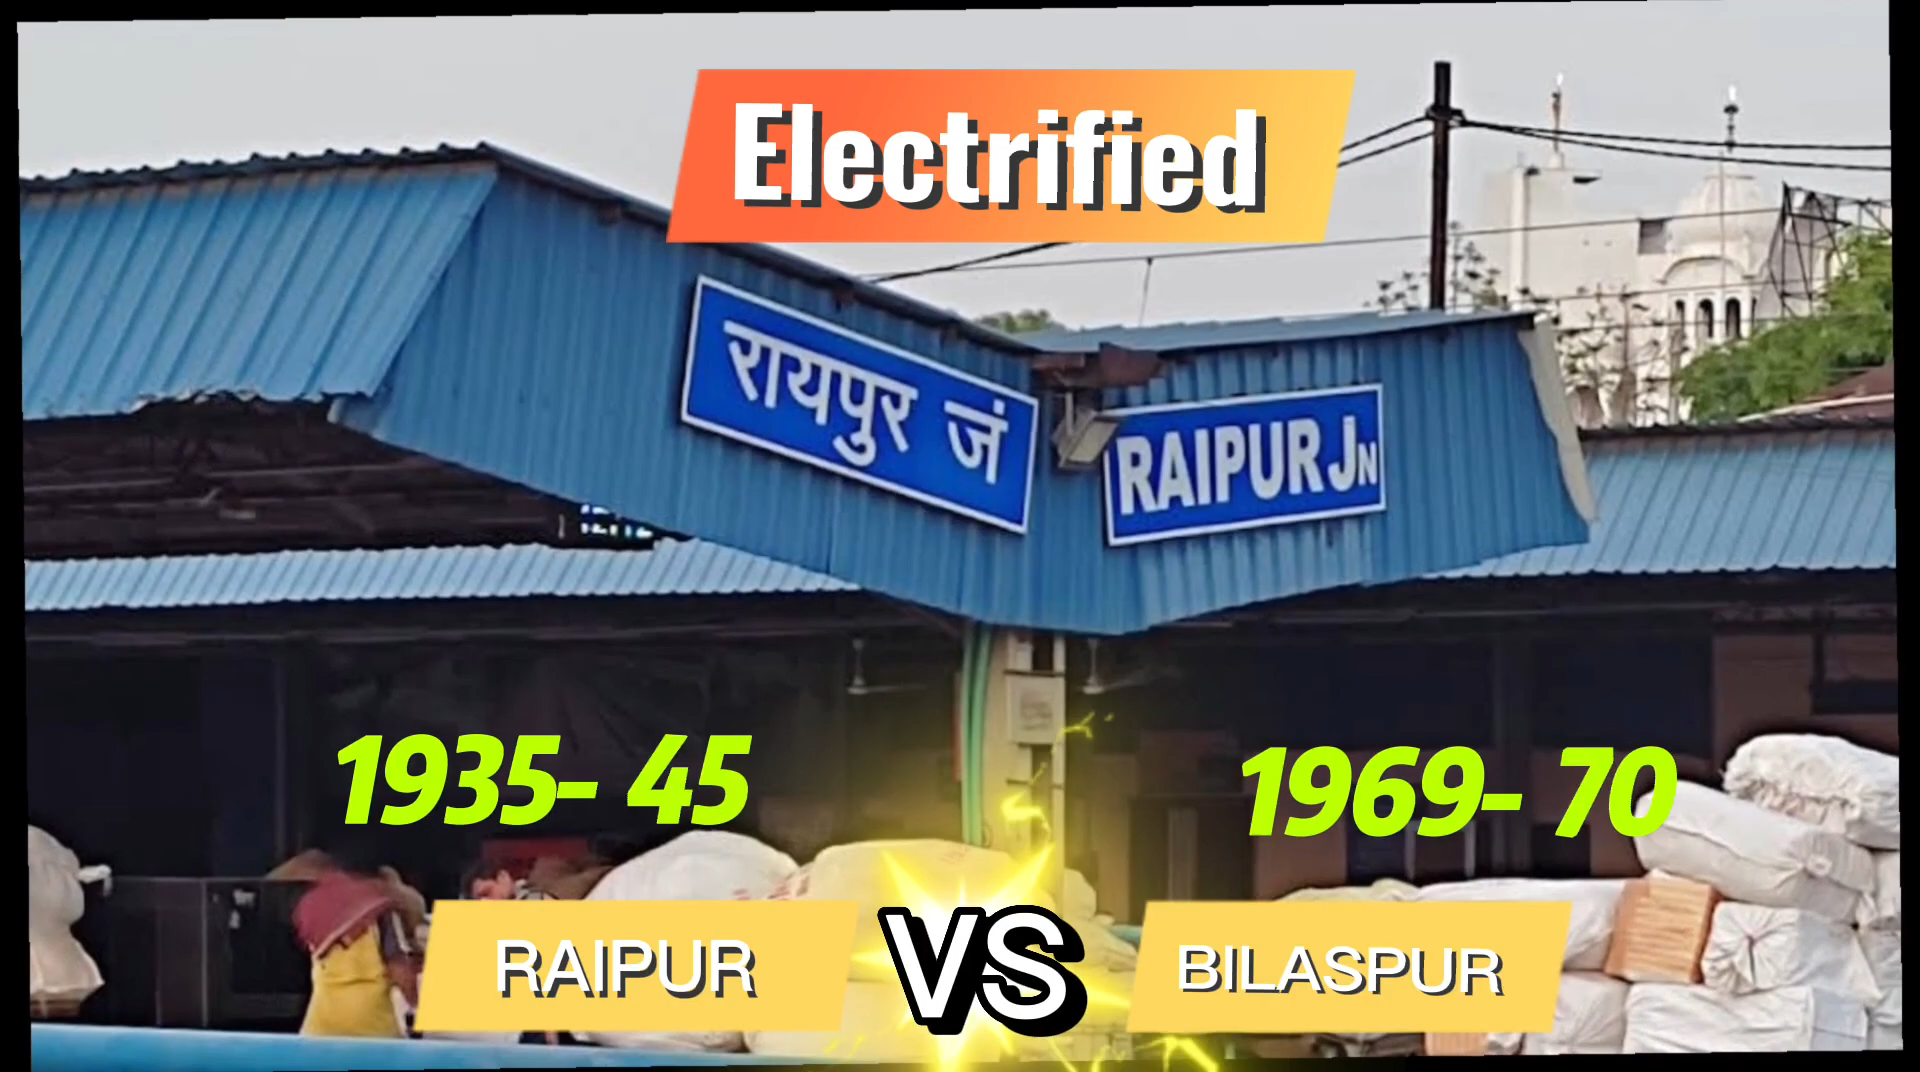 Electrified
रायपुर जं
RAIPUR JN
1935- 45
1969- 70
RAIPUR
VS
BILASPUR